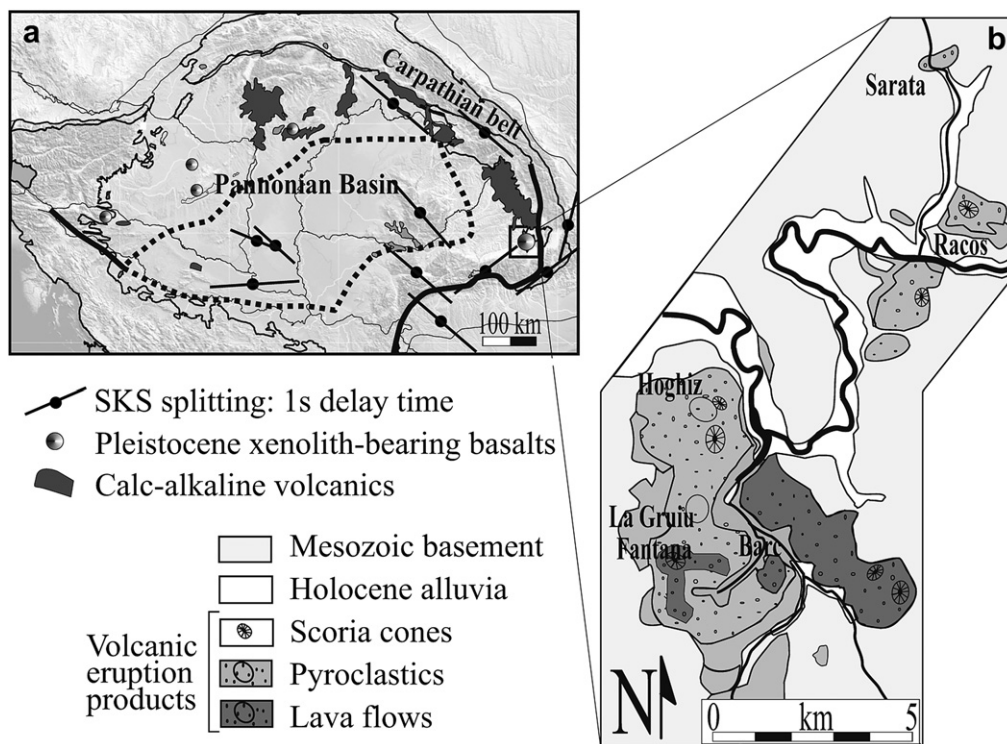 a
Carpathian belt
Pannonian Basin
100 km
SKS splitting: 1s delay time
Pleistocene xenolith-bearing basalts
Calc-alkaline volcanics
Mesozoic basement
Holocene alluvia
Volcanic
eruption
products
Scoria cones
Pyroclastics
Lava flows
b
Sarata
Racos
Hoghiz
La Gruiu
Fantana
Barc
N
0 km 5